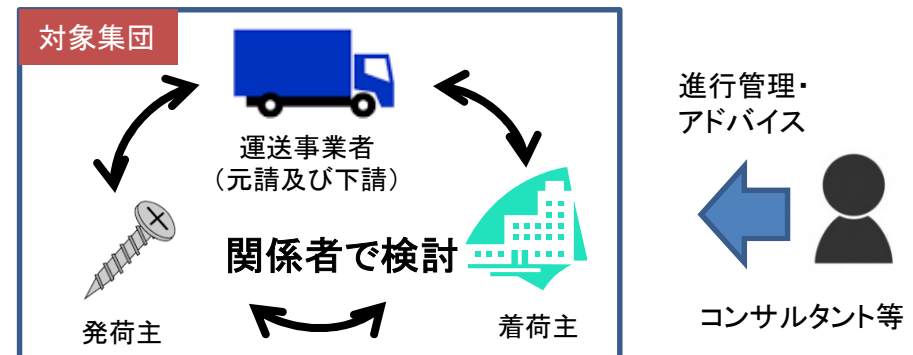 対象集団
運送事業者
（元請及び下請）
関係者で検討
発荷主
着荷主
進行管理・
アドバイス
コンサルタント等